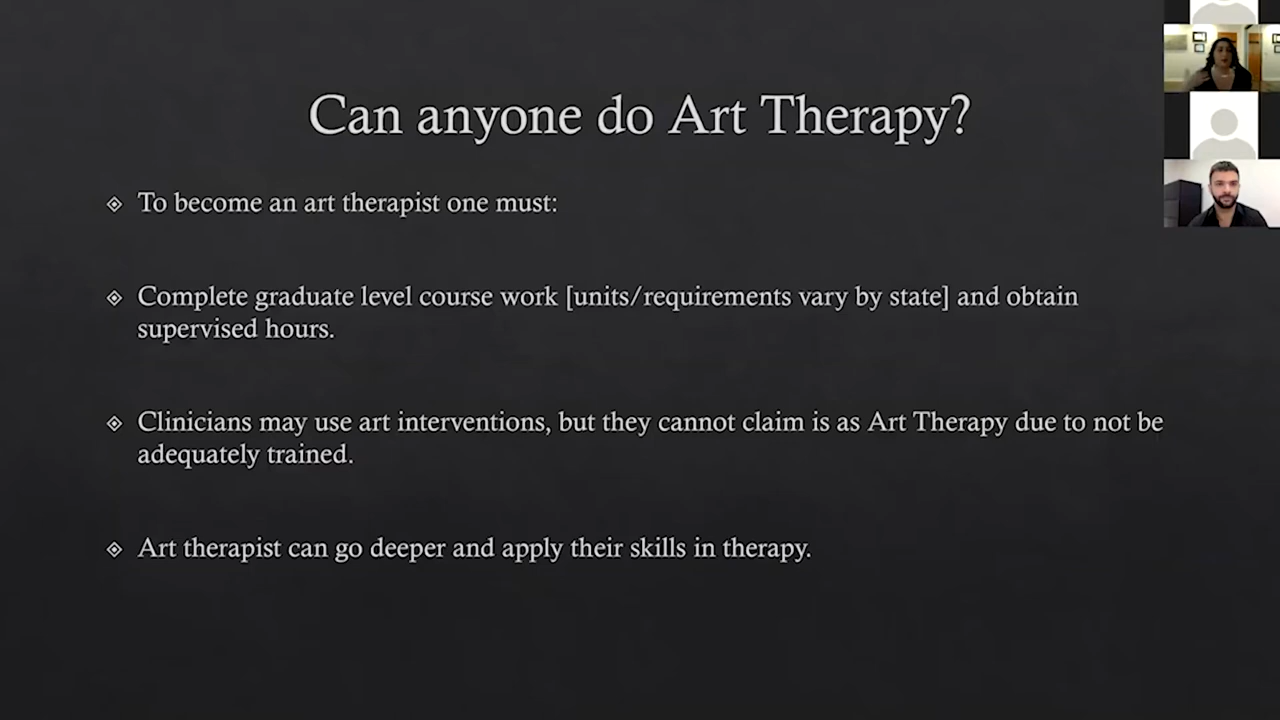 Can anyone do Art Therapy?
To become an art therapist one must:
Complete graduate level course work [units/requirements vary by state] and obtain
supervised hours.
Clinicians may use art interventions, but they cannot claim is as Art Therapy due to not be
adequately trained.
Art therapist can go deeper and apply their skills in therapy.